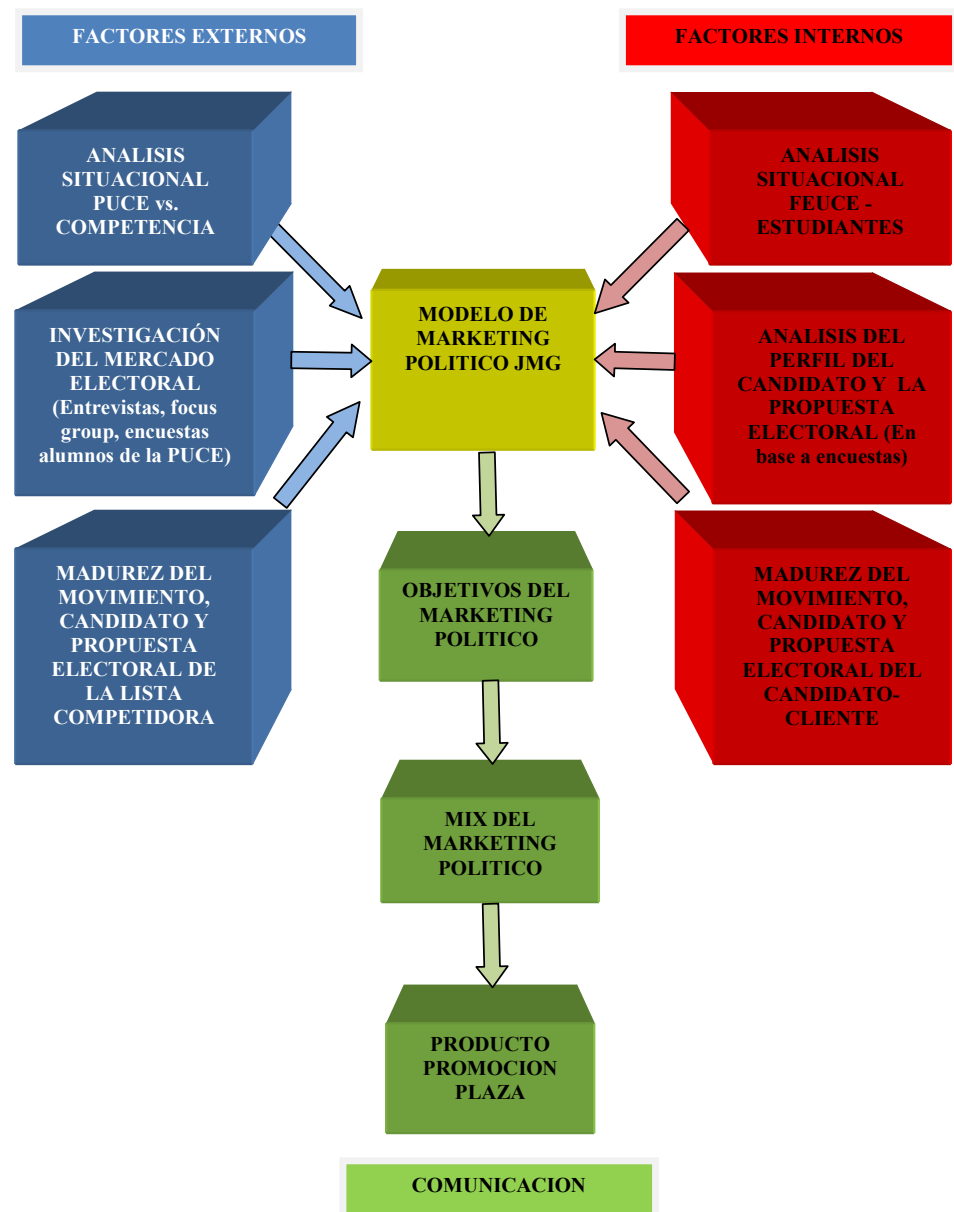 FACTORES EXTERNOS
FACTORES INTERNOS
ANALISIS
SITUACIONAL
PUCE vs.
COMPETENCIA
ANALISIS
SITUACIONAL
FEUCE -
ESTUDIANTES
MODELO DE
MARKETING
POLITICO JMG
INVESTIGACIÓN
DEL MERCADO
ELECTORAL
(Entrevistas, focus
group, encuestas
alumnos de la PUCE)
ANALISIS DEL
PERFIL DEL
CANDIDATO Y LA
PROPUESTA
ELECTORAL (En
base a encuestas)
MADUREZ DEL
MOVIMIENTO,
CANDIDATO Y
PROPUESTA
ELECTORAL DE
LA LISTA
COMPETIDORA
OBJETIVOS DEL
MARKETING
POLITICO
MADUREZ DEL
MOVIMIENTO,
CANDIDATO Y
PROPUESTA
ELECTORAL DEL
CANDIDATO-
CLIENTE
MIX DEL
MARKETING
POLITICO
PRODUCTO
PROMOCION
PLAZA
COMUNICACION